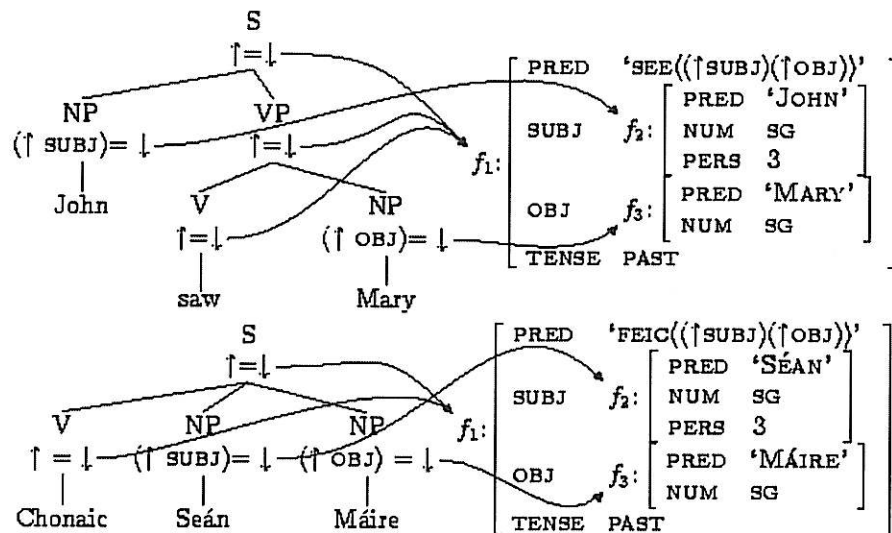 S
↑=↓
PRED ‘SEE⟨(↑SUBJ)(↑OBJ)⟩’
NP VP
PRED ‘JOHN’
(↑ SUBJ)= ↓ ↑=↓
SUBJ f2: NUM SG
f1:
PERS 3
John V NP
PRED ‘MARY’
↑=↓ (↑ OBJ)= ↓
OBJ f3: NUM SG
TENSE PAST
saw Mary
S
↑=↓
PRED ‘FEIC⟨(↑SUBJ)(↑OBJ)⟩’
PRED ‘SÉAN’
SUBJ f2: NUM SG
V NP NP
f1:
PERS 3
↑ =↓ (↑ SUBJ)= ↓ (↑ OBJ) = ↓
PRED ‘MÁIRE’
OBJ f3: NUM SG
Chonaic Seán Máire
TENSE PAST